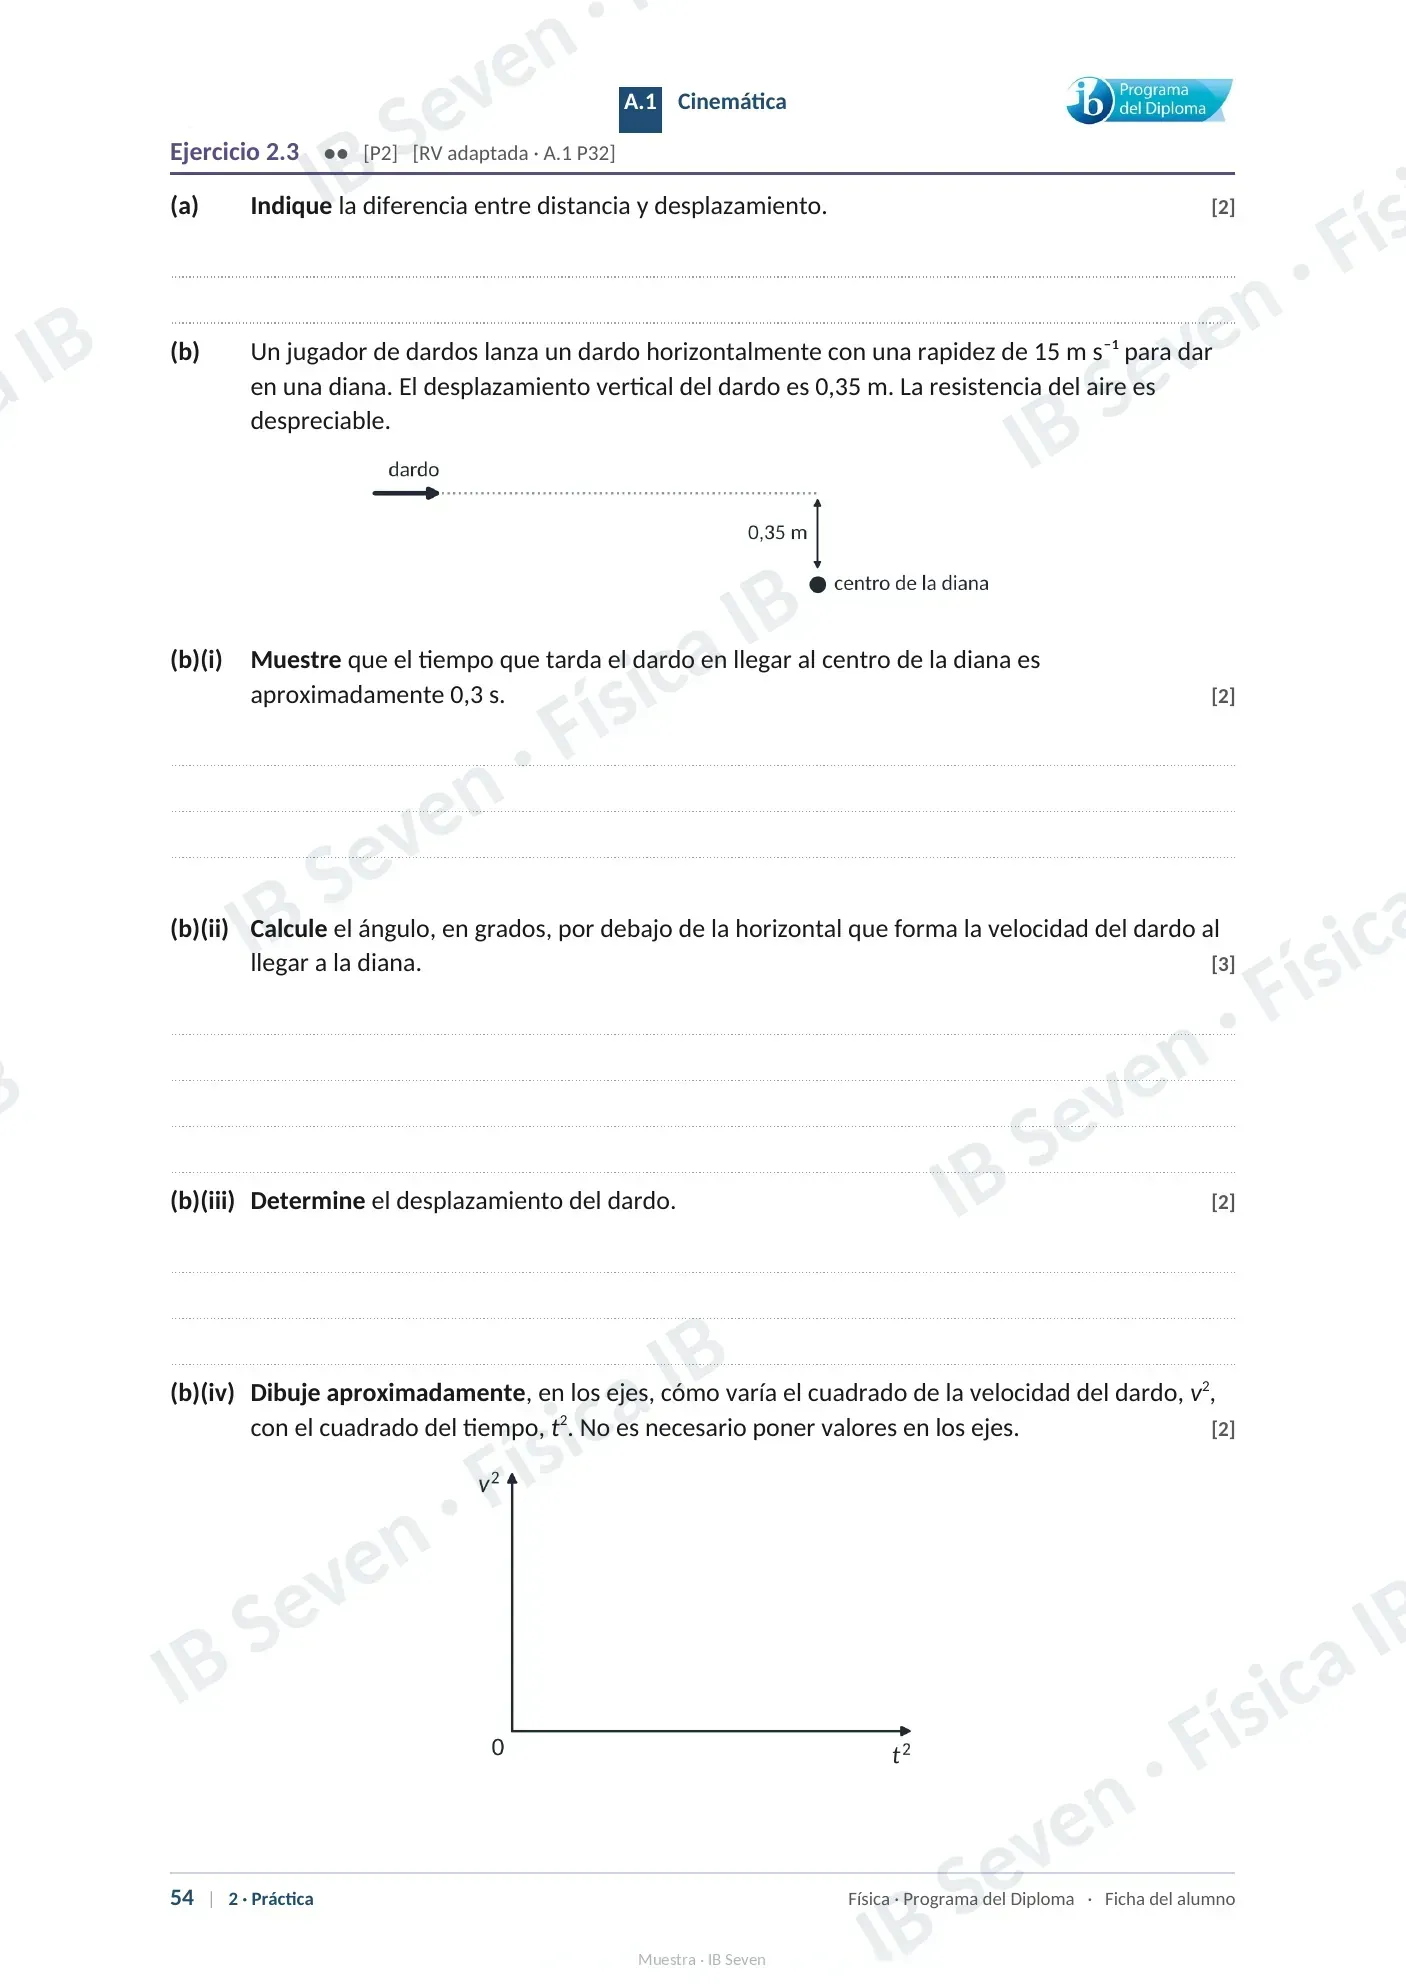 A.1 Cinemática
Programa
del Diploma
Ejercicio 2.3 •• [P2] [RV adaptada · A.1 P32]
(a) Indique la diferencia entre distancia y desplazamiento. [2]
(b) Un jugador de dardos lanza un dardo horizontalmente con una rapidez de 15 m s⁻¹ para dar
en una diana. El desplazamiento vertical del dardo es 0,35 m. La resistencia del aire es
despreciable.
dardo
0,35 m
centro de la diana
(b)(i) Muestre que el tiempo que tarda el dardo en llegar al centro de la diana es
aproximadamente 0,3 s. [2]
(b)(ii) Calcule el ángulo, en grados, por debajo de la horizontal que forma la velocidad del dardo al
llegar a la diana. [3]
(b)(iii) Determine el desplazamiento del dardo. [2]
(b)(iv) Dibuje aproximadamente, en los ejes, cómo varía el cuadrado de la velocidad del dardo, v²,
con el cuadrado del tiempo, t². No es necesario poner valores en los ejes. [2]
v²
0
t²
54 | 2 · Práctica
Física · Programa del Diploma · Ficha del alumno
Muestra · IB Seven
IB Seven · Física IB